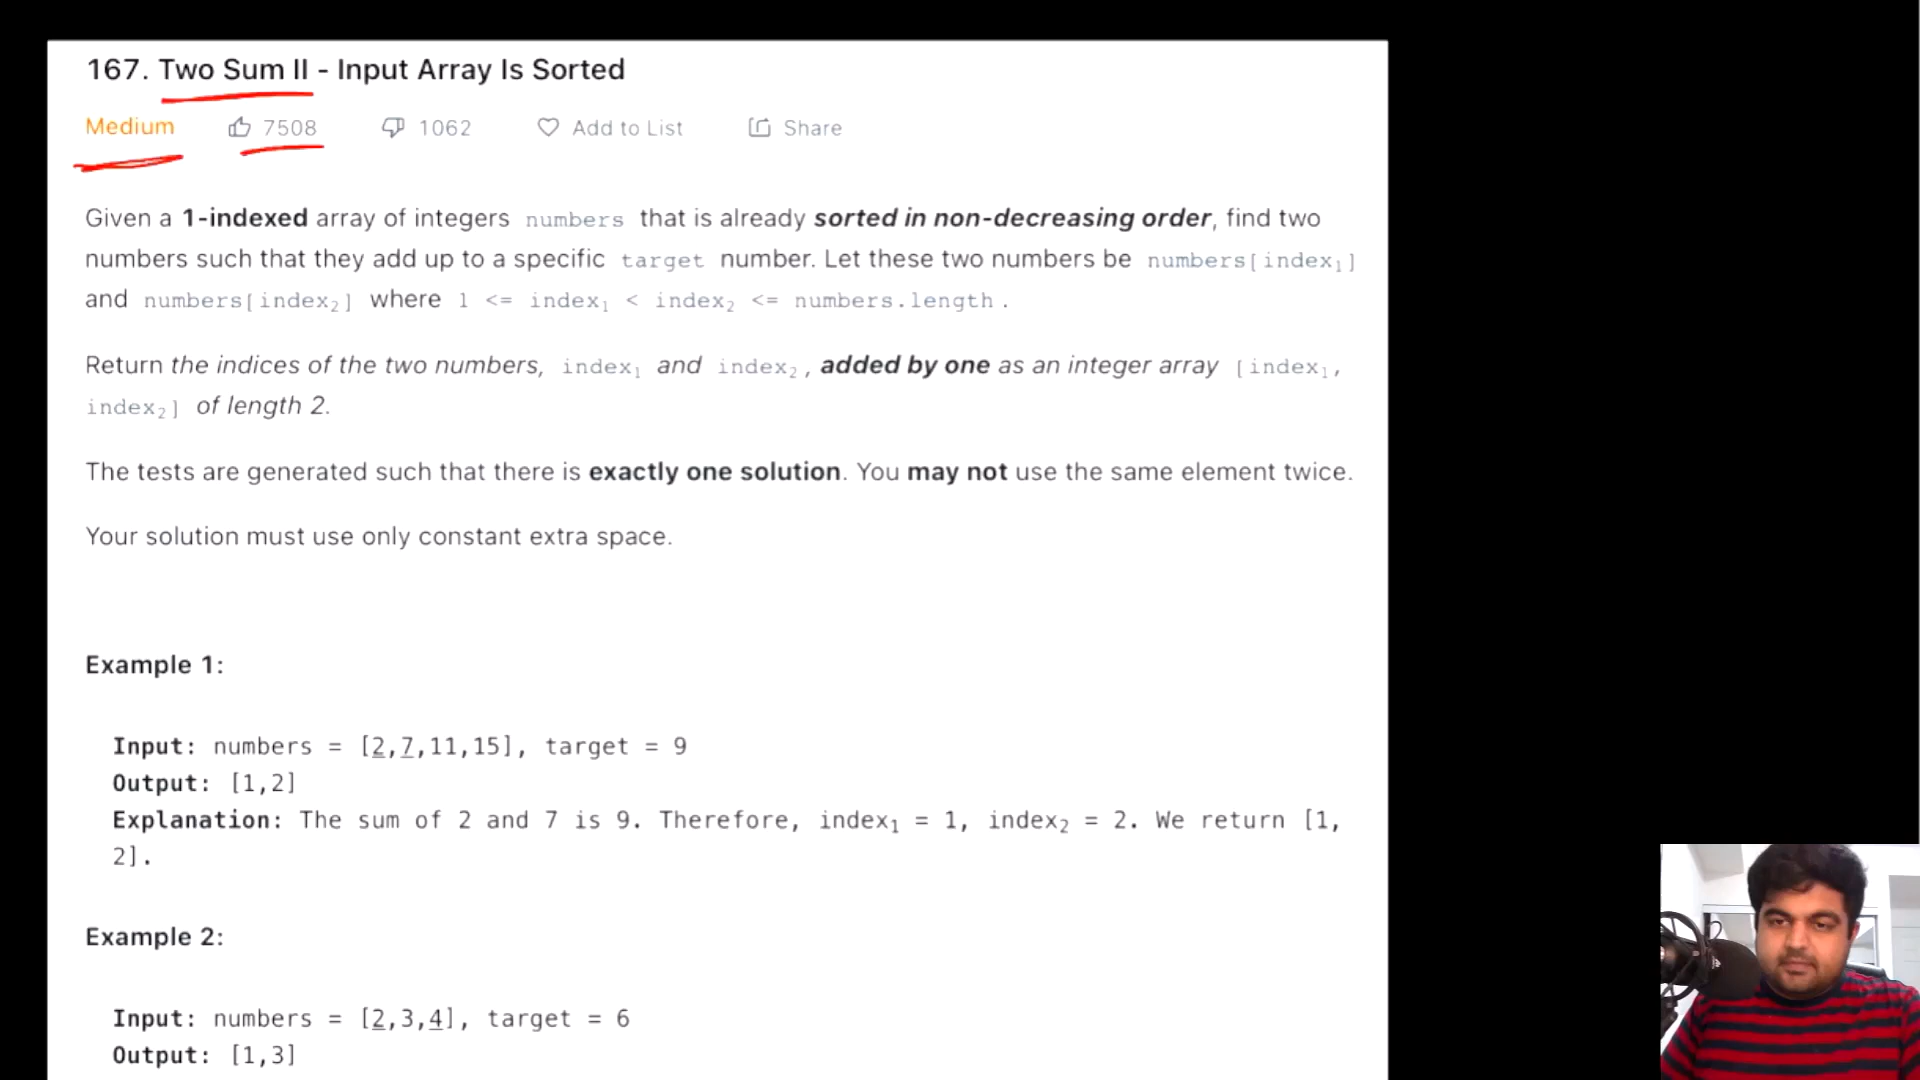 167. Two Sum II - Input Array Is Sorted
Medium 7508 1062 Add to List Share
Given a 1-indexed array of integers numbers that is already sorted in non-decreasing order, find two
numbers such that they add up to a specific target number. Let these two numbers be numbers[index₁]
and numbers[index₂] where 1 <= index₁ < index₂ <= numbers.length.
Return the indices of the two numbers, index₁ and index₂, added by one as an integer array [index₁,
index₂] of length 2.
The tests are generated such that there is exactly one solution. You may not use the same element twice.
Your solution must use only constant extra space.
Example 1:
Input: numbers = [2,7,11,15], target = 9
Output: [1,2]
Explanation: The sum of 2 and 7 is 9. Therefore, index₁ = 1, index₂ = 2. We return [1,
2].
Example 2:
Input: numbers = [2,3,4], target = 6
Output: [1,3]